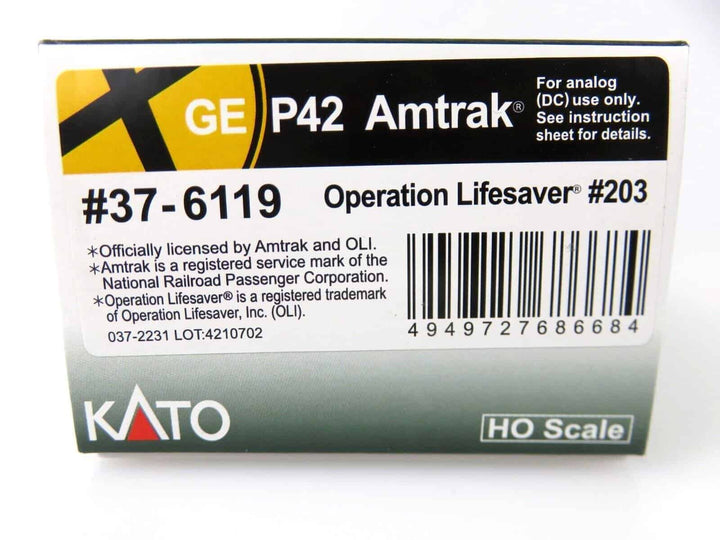 GE P42 Amtrak®
For analog
(DC) use only.
See instruction
sheet for details.
#37-6119 Operation Lifesaver® #203
*Officially licensed by Amtrak and OLI.
*Amtrak is a registered service mark of the
National Railroad Passenger Corporation.
*Operation Lifesaver® is a registered trademark
of Operation Lifesaver, Inc. (OLI).
037-2231 LOT:4210702
4949727686684
KATO
HO Scale